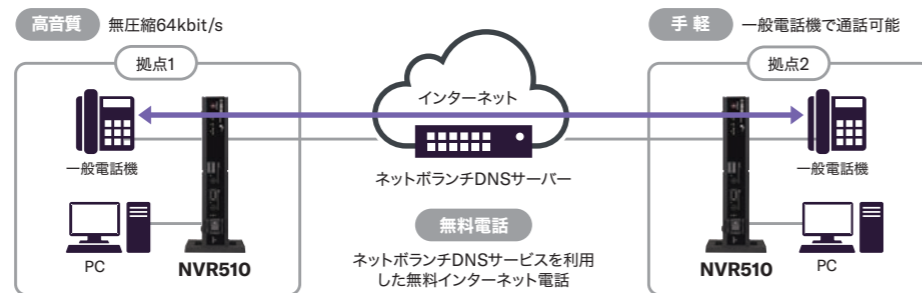 高音質 無圧縮64kbit/s
手軽 一般電話機で通話可能
拠点1
拠点2
インターネット
一般電話機
一般電話機
ネットボランチDNSサーバー
無料電話
PC
NVR510
ネットボランチDNSサービスを利用
した無料インターネット電話
NVR510
PC